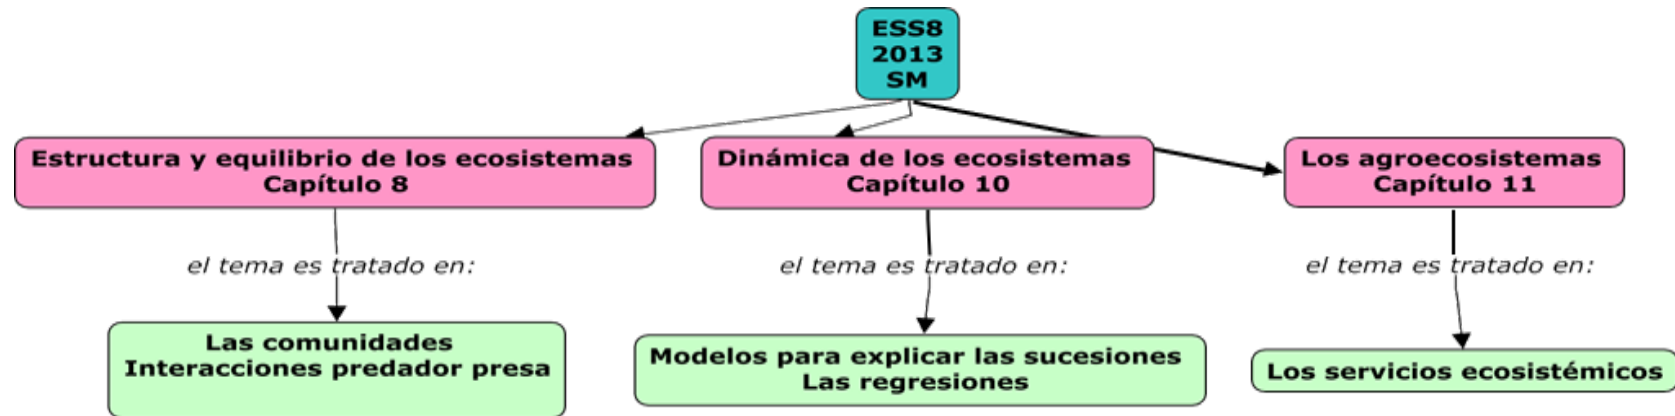 ESS8
2013
SM
Estructura y equilibrio de los ecosistemas
Capítulo 8
Dinámica de los ecosistemas
Capítulo 10
Los agroecosistemas
Capítulo 11
el tema es tratado en:
el tema es tratado en:
el tema es tratado en:
Las comunidades
Interacciones predador presa
Modelos para explicar las sucesiones
Las regresiones
Los servicios ecosistémicos